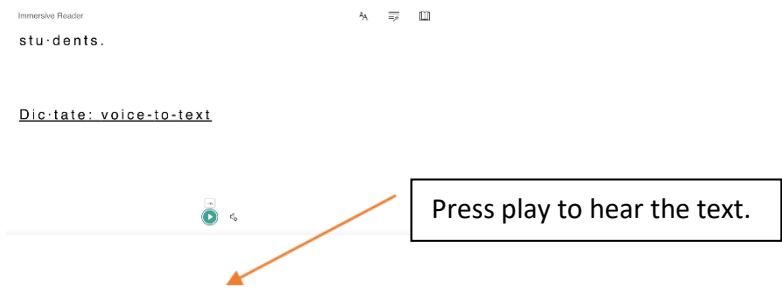 Immersive Reader
stu·dents.
Dic·tate: voice-to-text
Press play to hear the text.